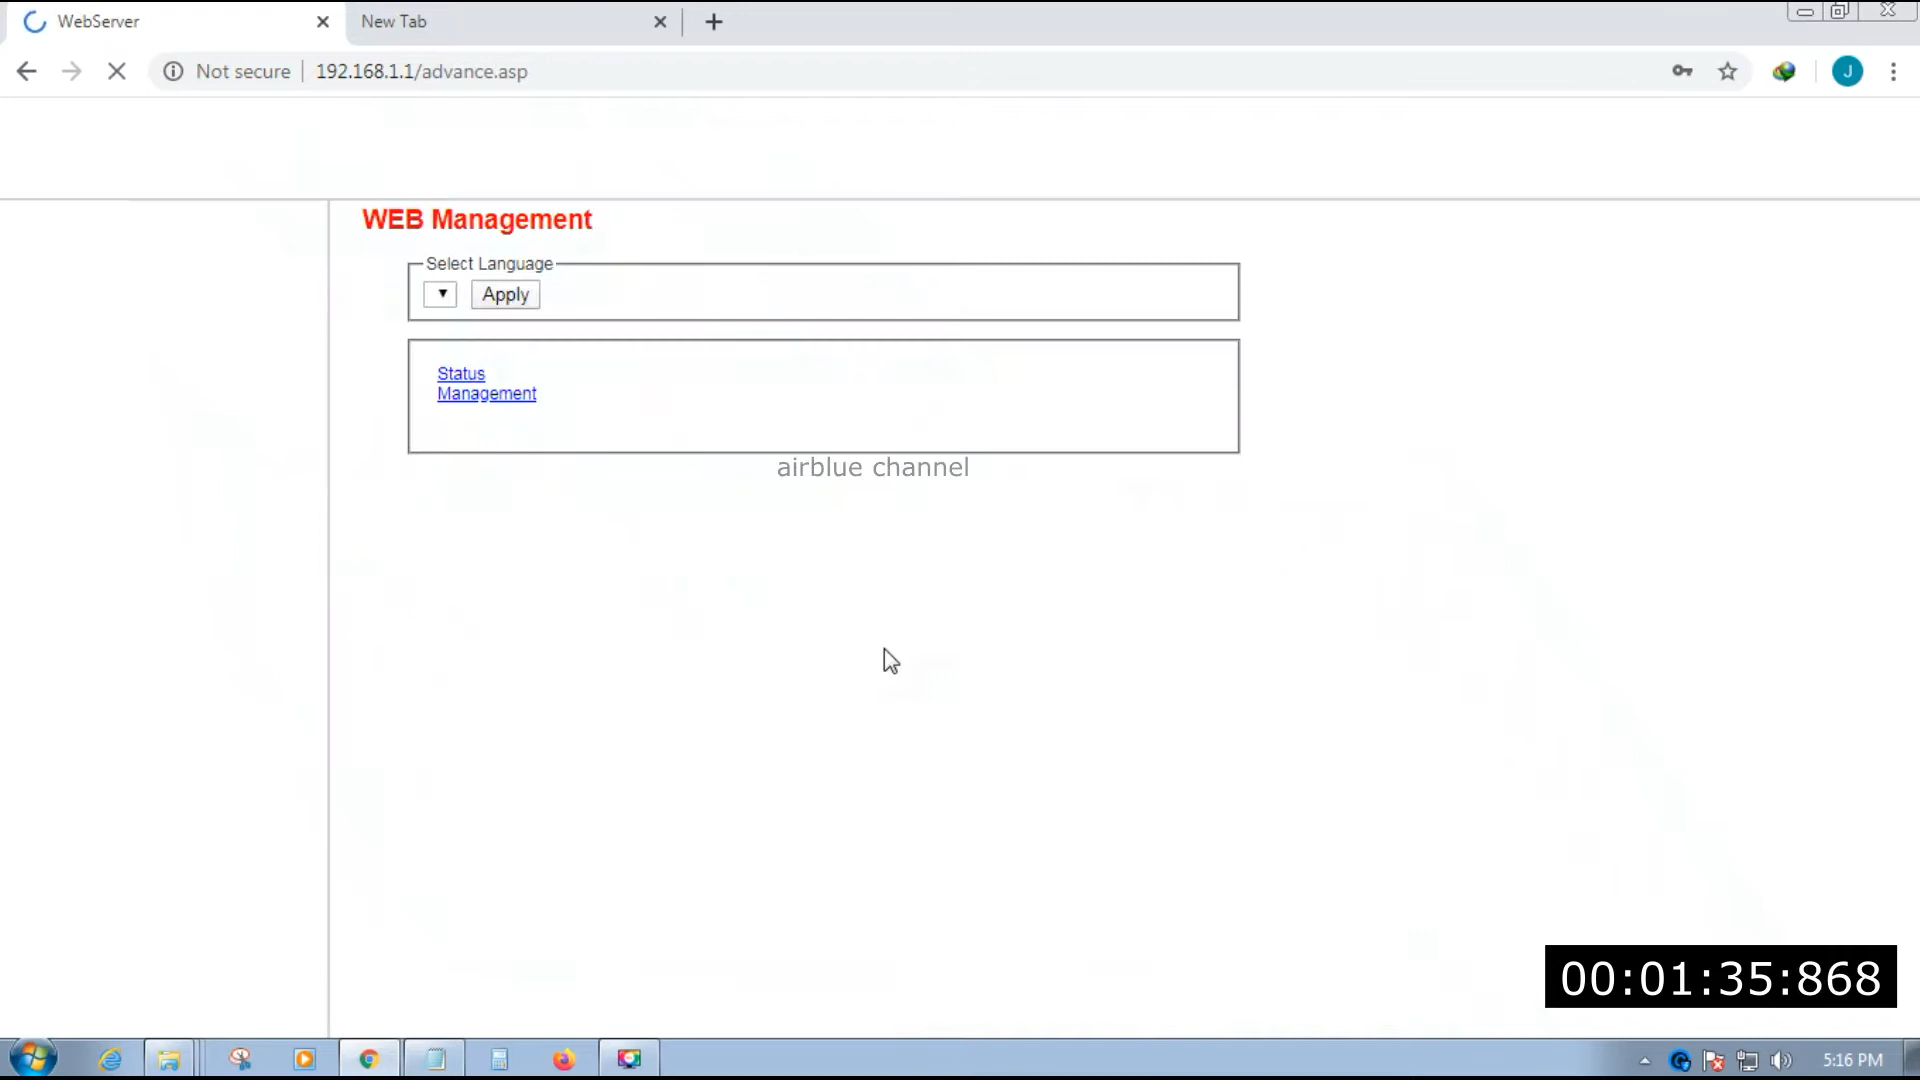 WebServer
New Tab
Not secure
192.168.1.1/advance.asp
J
WEB Management
Select Language
Apply
Status
Management
airblue channel
00:01:35:868
5:16 PM